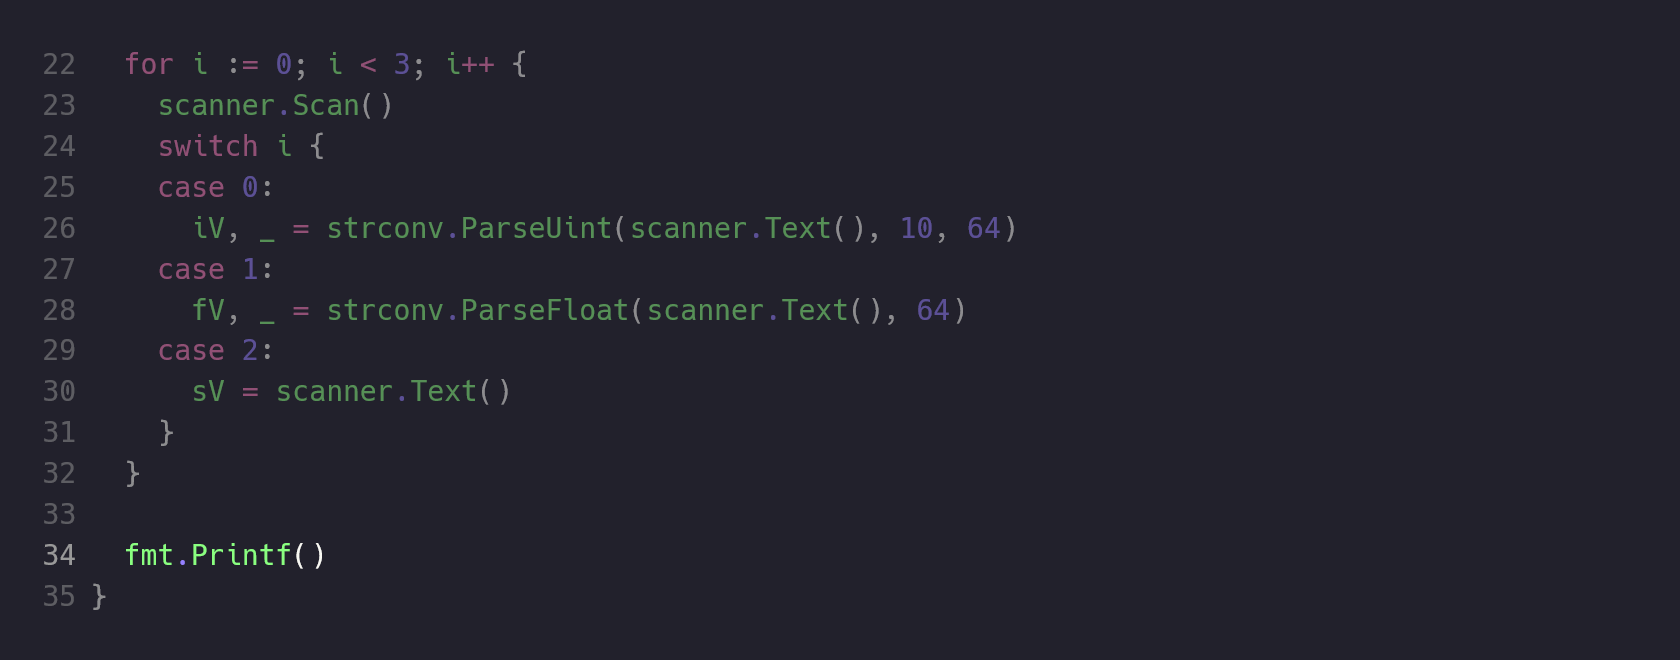 22 for i := 0; i < 3; i++ {
23 scanner.Scan()
24 switch i {
25 case 0:
26 iV, _ = strconv.ParseUint(scanner.Text(), 10, 64)
27 case 1:
28 fV, _ = strconv.ParseFloat(scanner.Text(), 64)
29 case 2:
30 sV = scanner.Text()
31 }
32 }
33
34 fmt.Printf()
35 }